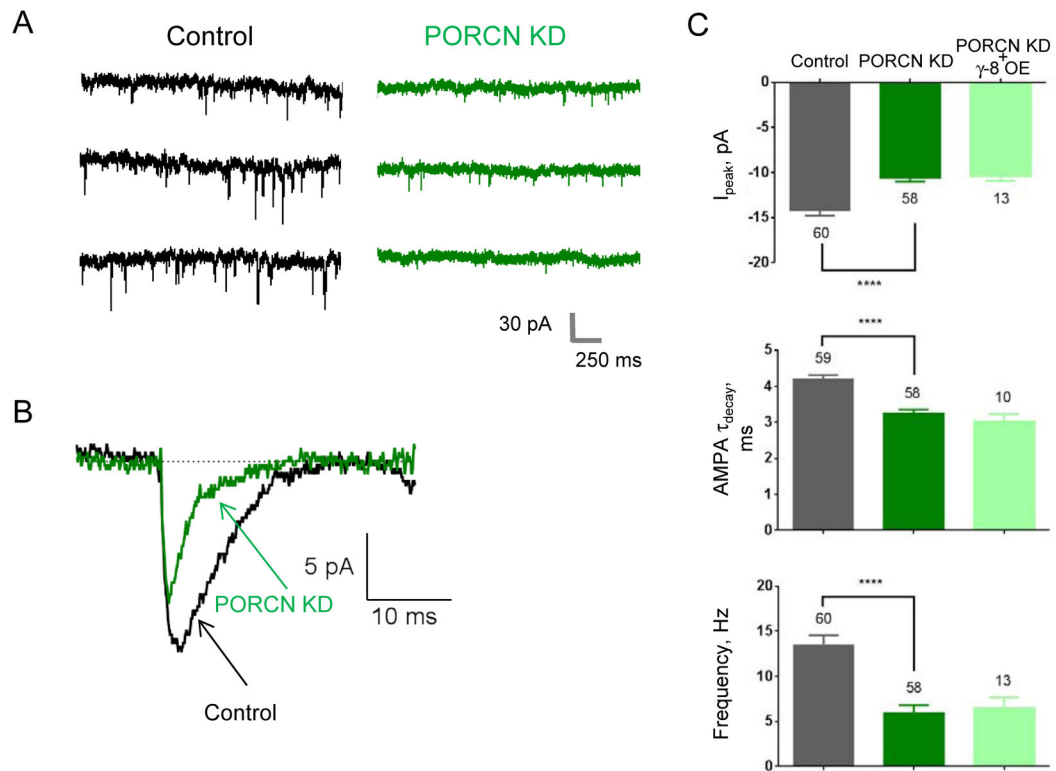 A
Control
PORCN KD
30 pA
250 ms
B
5 pA
10 ms
PORCN KD
Control
C
Control
PORCN KD
PORCN KD
+
γ-8 OE
0
-5
-10
-15
-20
I peak, pA
60
58
13
****
****
5
4
3
2
1
0
AMPA τ decay,
ms
59
58
10
****
20
15
10
5
0
Frequency, Hz
60
58
13